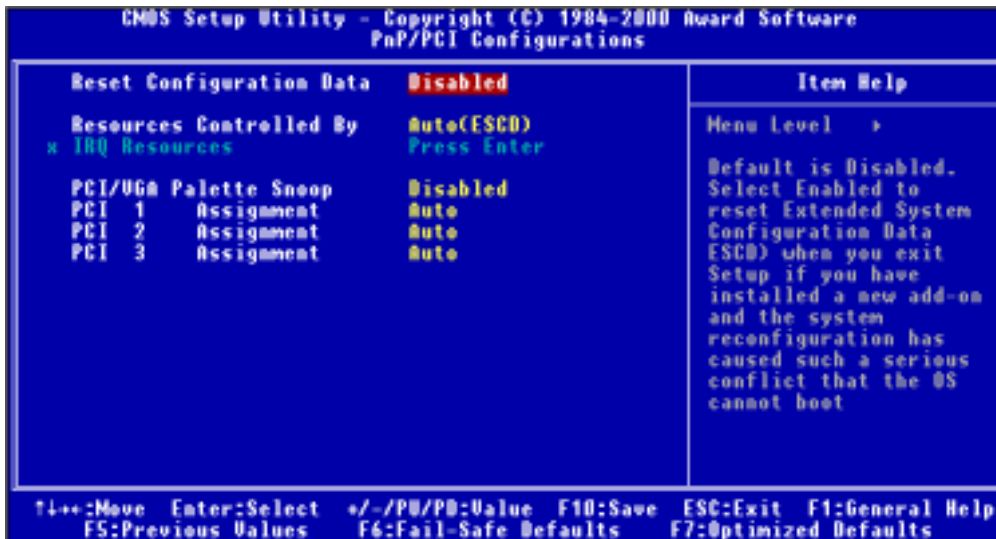 CMOS Setup Utility - Copyright (C) 1984-2000 Award Software
PnP/PCI Configurations
Reset Configuration Data Disabled
Resources Controlled By Auto(ESCD)
x IRQ Resources Press Enter
PCI/VGA Palette Snoop Disabled
PCI 1 Assignment Auto
PCI 2 Assignment Auto
PCI 3 Assignment Auto
Item Help
Menu Level ▸
Default is Disabled.
Select Enabled to
reset Extended System
Configuration Data
ESCD) when you exit
Setup if you have
installed a new add-on
and the system
reconfiguration has
caused such a serious
conflict that the OS
cannot boot
↑↓→←:Move Enter:Select +/-/PU/PD:Value F10:Save ESC:Exit F1:General Help
F5:Previous Values F6:Fail-Safe Defaults F7:Optimized Defaults